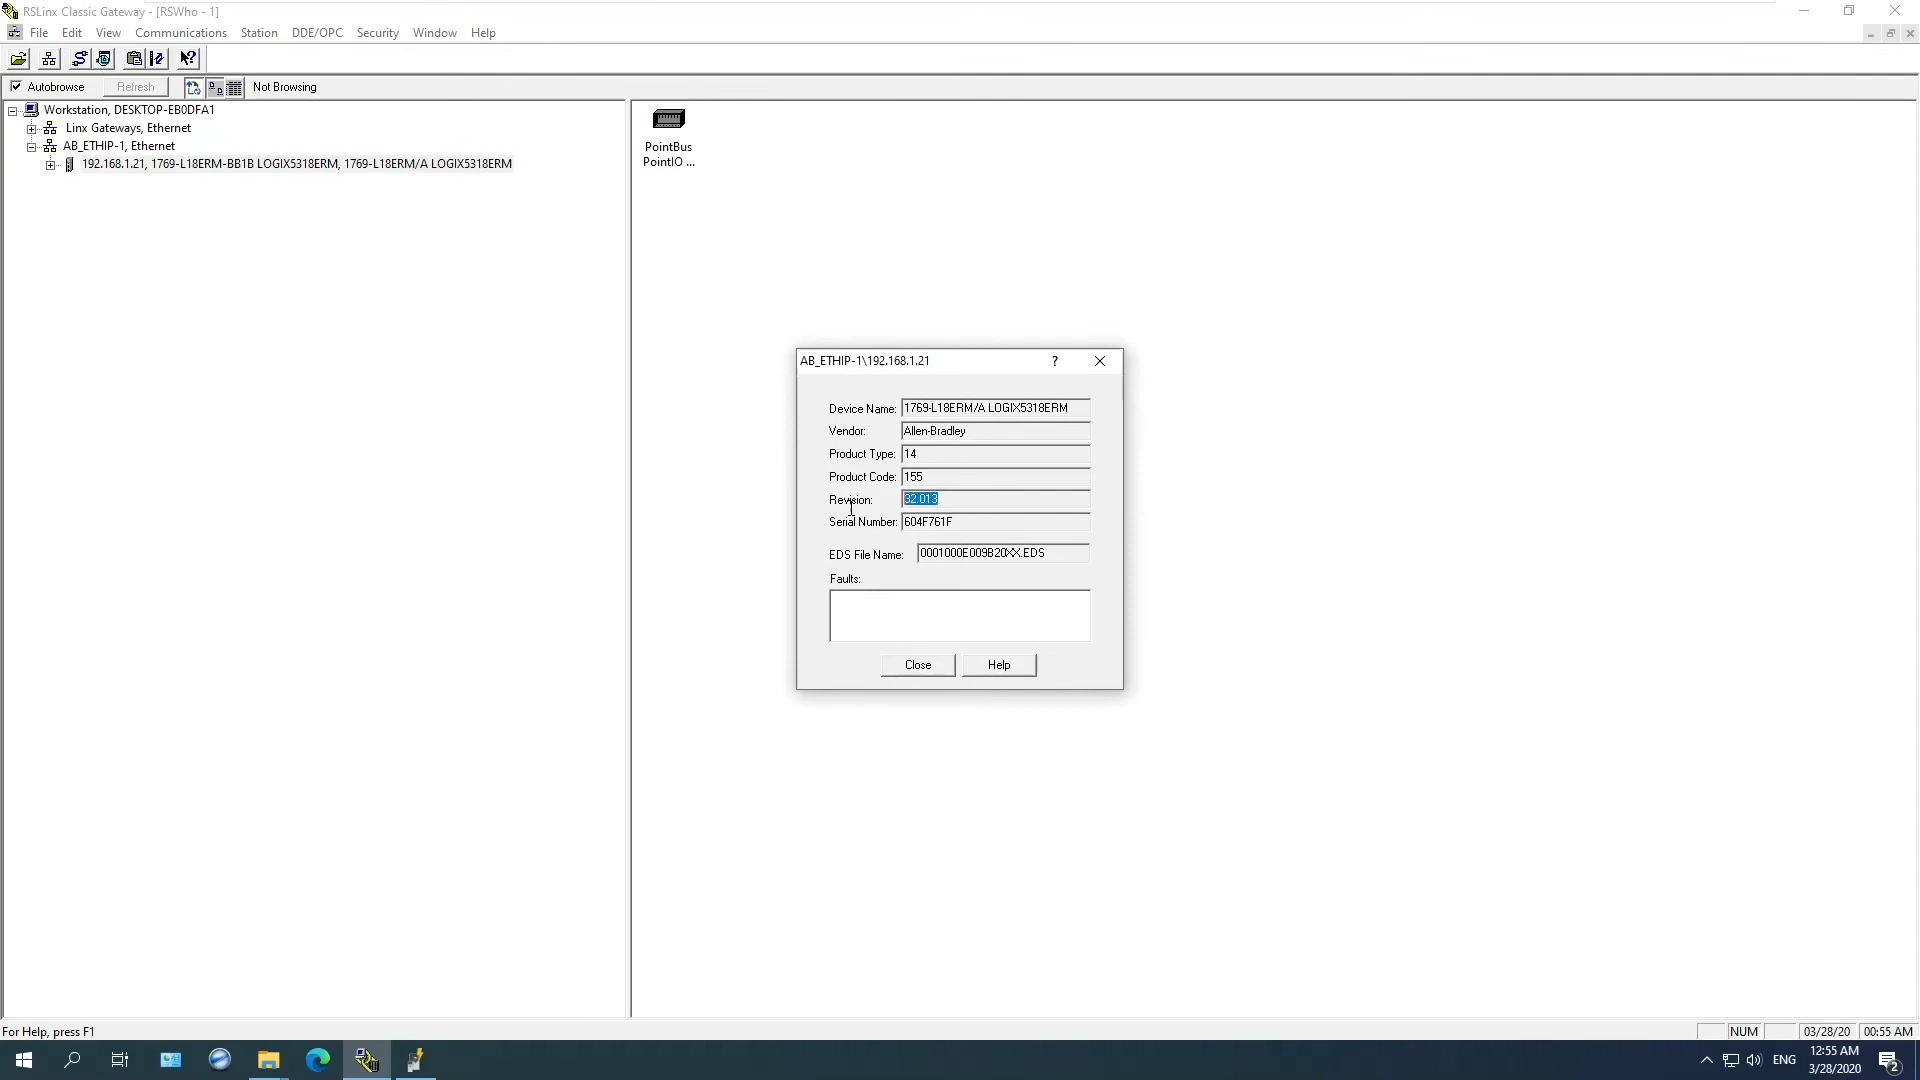 RSLinx Classic Gateway - [RSWho - 1]
File Edit View Communications Station DDE/OPC Security Window Help
Autobrowse Refresh Not Browsing
Workstation, DESKTOP-EB0DFA1
Linx Gateways, Ethernet
AB_ETHIP-1, Ethernet
192.168.1.21, 1769-L18ERM-BB1B LOGIX5318ERM, 1769-L18ERM/A LOGIX5318ERM
PointBus
PointIO ...
AB_ETHIP-1\192.168.1.21
Device Name: 1769-L18ERM/A LOGIX5318ERM
Vendor: Allen-Bradley
Product Type: 14
Product Code: 155
Revision: 32.013
Serial Number: 604F761F
EDS File Name: 0001000E009B20XX.EDS
Faults:
Close Help
For Help, press F1
NUM 03/28/20 00:55 AM
ENG
12:55 AM
3/28/2020
2